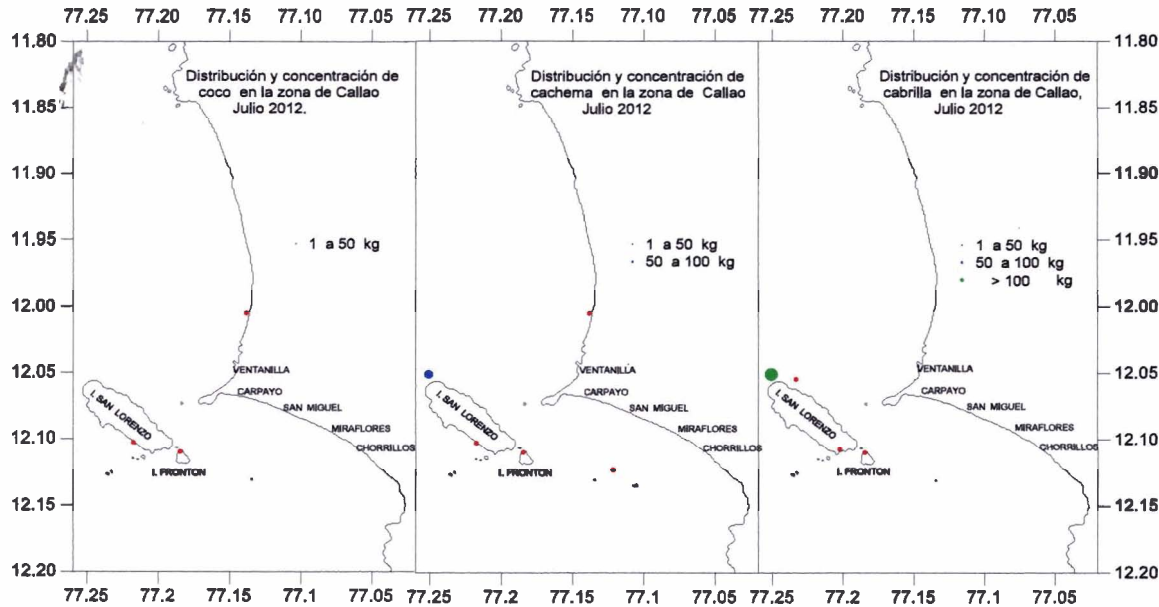 77.25 77.20 77.15 77.10 77.05 77.25 77.20 77.15 77.10 77.05 77.25 77.20 77.15 77.10 77.05
11.80
11.85
11.90
11.95
12.00
12.05
12.10
12.15
12.20
Distribución y concentración de
coco en la zona de Callao
Julio 2012.
1 a 50 kg
VENTANILLA
CARPAYO
SAN MIGUEL
MIRAFLORES
CHORRILLOS
I. SAN LORENZO
I. FRONTON
Distribución y concentración de
cachema en la zona de Callao
Julio 2012
1 a 50 kg
50 a 100 kg
VENTANILLA
CARPAYO
SAN MIGUEL
MIRAFLORES
CHORRILLOS
I. SAN LORENZO
I. FRONTON
Distribución y concentración de
cabrilla en la zona de Callao,
Julio 2012
1 a 50 kg
50 a 100 kg
> 100 kg
VENTANILLA
CARPAYO
SAN MIGUEL
MIRAFLORES
CHORRILLOS
I. SAN LORENZO
I. FRONTON
11.80
11.85
11.90
11.95
12.00
12.05
12.10
12.15
12.20
77.25 77.20 77.15 77.10 77.05 77.25 77.20 77.15 77.10 77.05 77.25 77.20 77.15 77.10 77.05